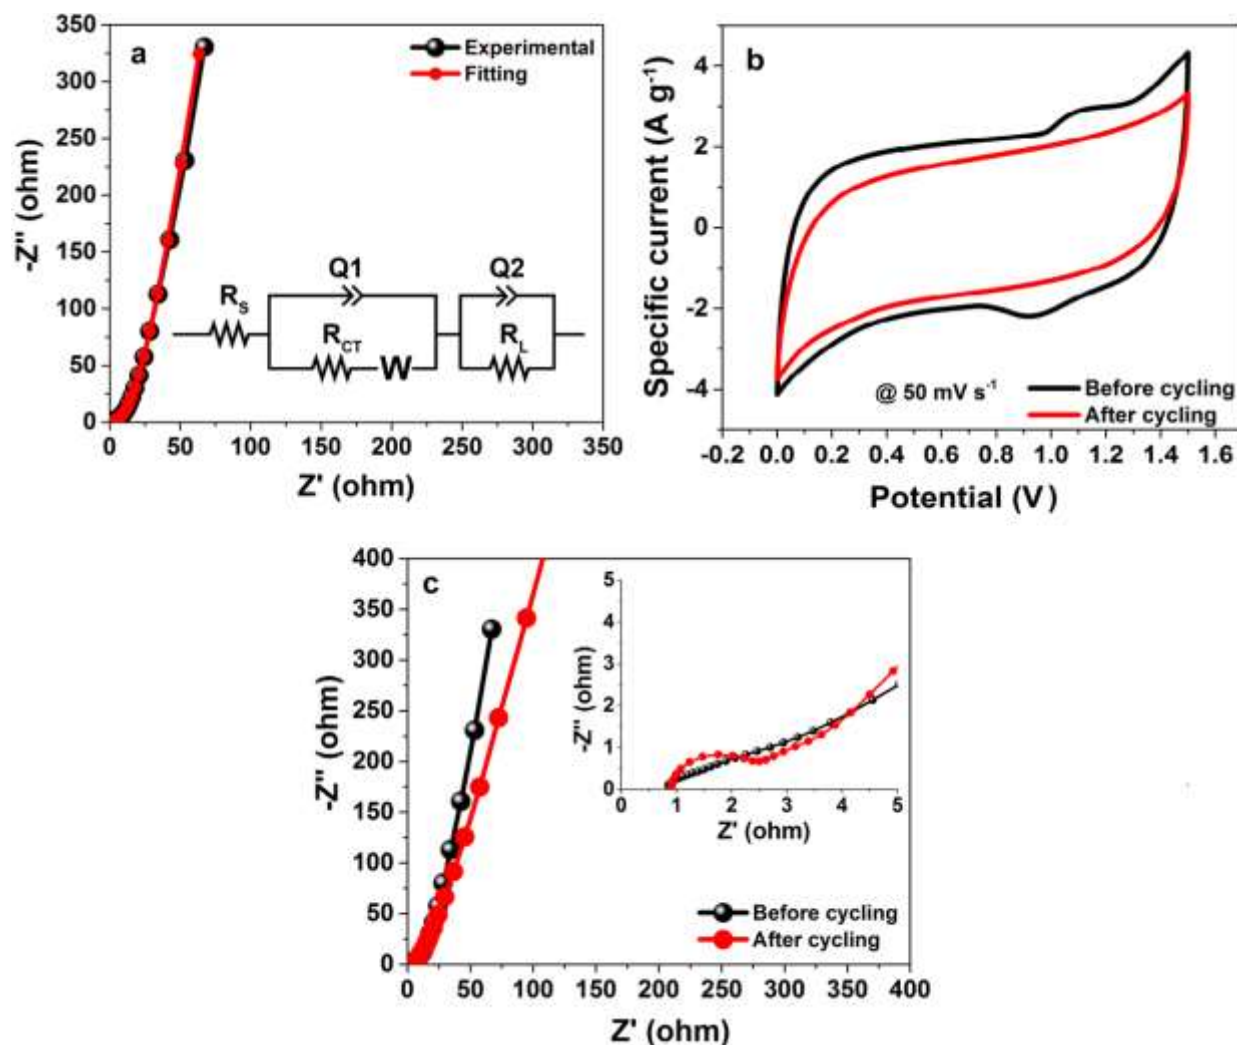 a
Experimental
Fitting
Q1
Q2
R_S
R_CT
W
R_L
350
300
250
200
150
100
50
0
-Z'' (ohm)
0 50 100 150 200 250 300 350
Z' (ohm)
b
4
2
0
-2
-4
Specific current (A g⁻¹)
@ 50 mV s⁻¹
Before cycling
After cycling
-0.2 0.0 0.2 0.4 0.6 0.8 1.0 1.2 1.4 1.6
Potential (V)
c
400
350
300
250
200
150
100
50
0
-Z'' (ohm)
5
4
3
2
1
0
-Z'' (ohm)
0 1 2 3 4 5
Z' (ohm)
Before cycling
After cycling
0 50 100 150 200 250 300 350 400
Z' (ohm)